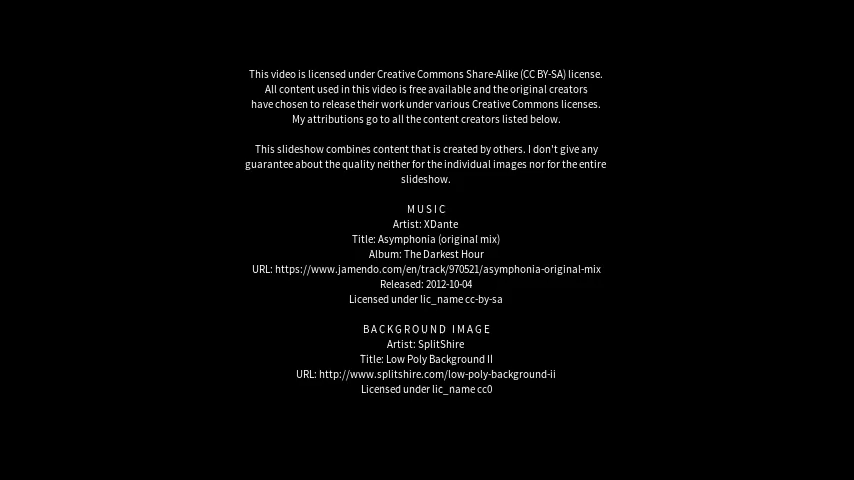 This video is licensed under Creative Commons Share-Alike (CC BY-SA) license.
All content used in this video is free available and the original creators
have chosen to release their work under various Creative Commons licenses.
My attributions go to all the content creators listed below.
This slideshow combines content that is created by others. I don't give any
guarantee about the quality neither for the individual images nor for the entire
slideshow.
MUSIC
Artist: XDante
Title: Asymphonia (original mix)
Album: The Darkest Hour
URL: https://www.jamendo.com/en/track/970521/asymphonia-original-mix
Released: 2012-10-04
Licensed under lic_name cc-by-sa
BACKGROUND IMAGE
Artist: SplitShire
Title: Low Poly Background II
URL: http://www.splitshire.com/low-poly-background-ii
Licensed under lic_name cc0